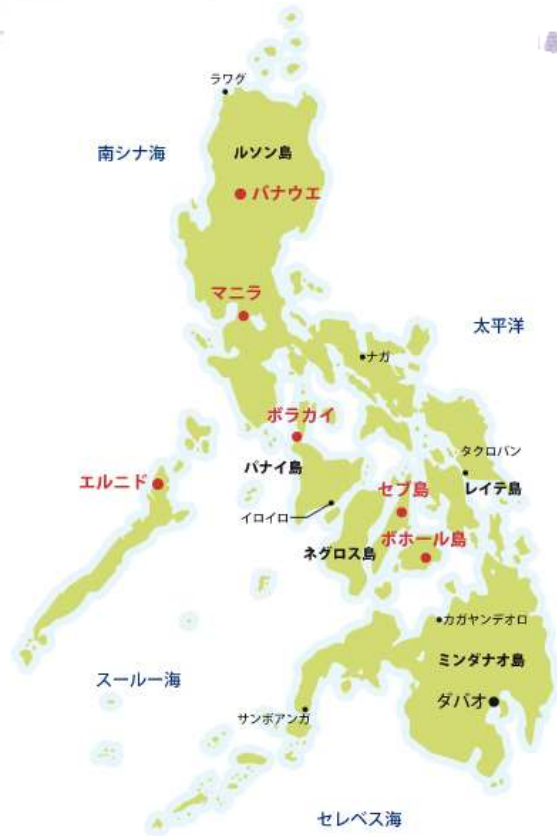 ラワグ
南シナ海
ルソン島
バナウエ
マニラ
太平洋
ナガ
ボラカイ
タクロバン
パナイ島
エルニド
セブ島
レイテ島
イロイロ
ボホール島
ネグロス島
カガヤンデオロ
ミンダナオ島
スールー海
ダバオ
サンボアンガ
セレベス海